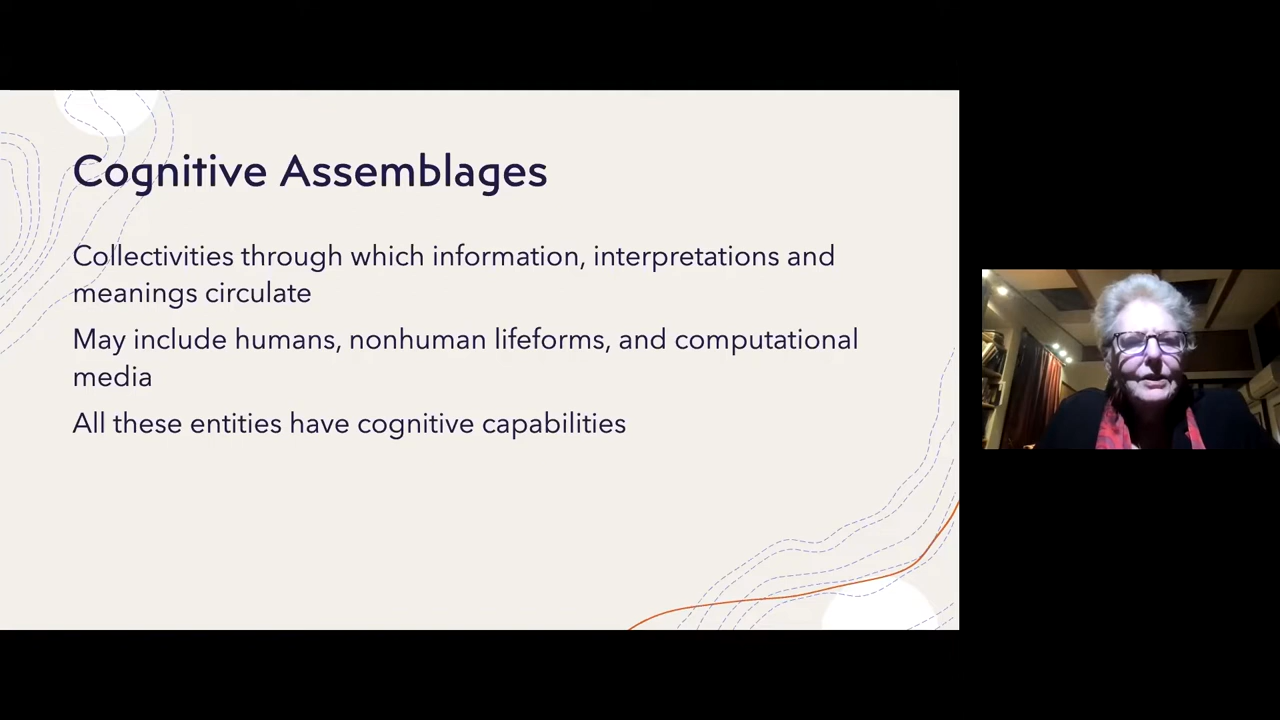 Cognitive Assemblages
Collectivities through which information, interpretations and
meanings circulate
May include humans, nonhuman lifeforms, and computational
media
All these entities have cognitive capabilities